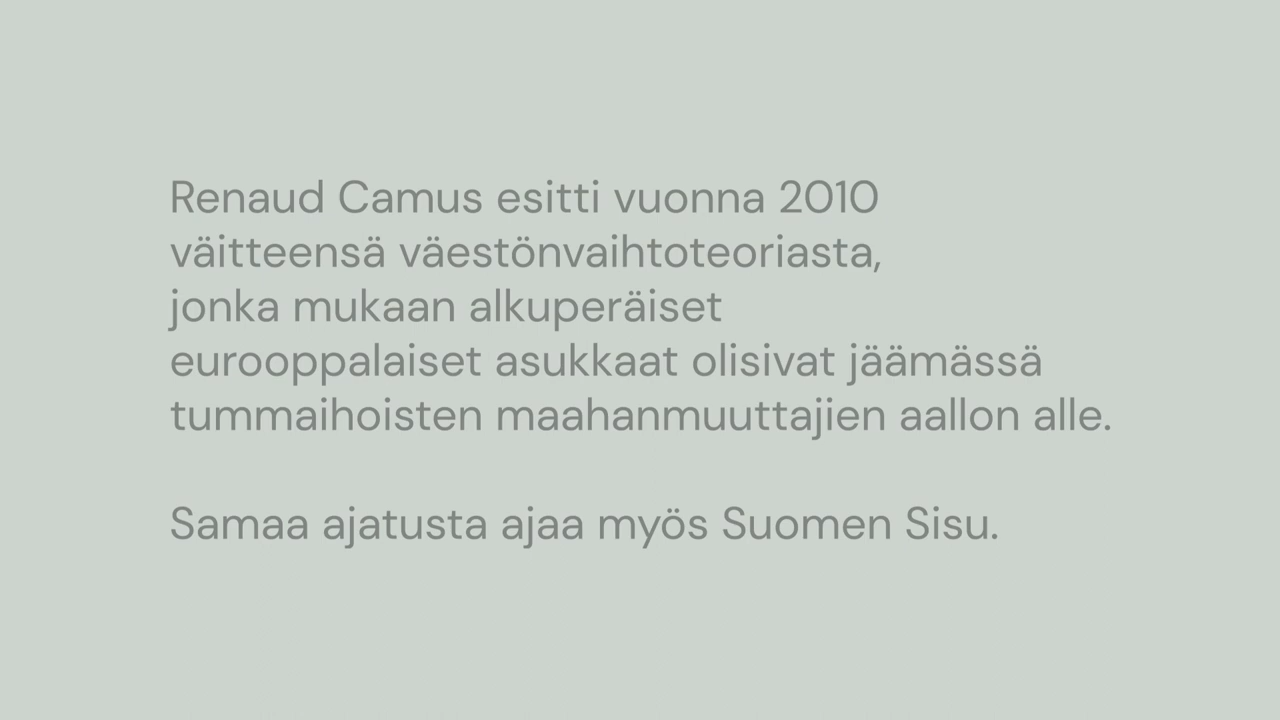 Renaud Camus esitti vuonna 2010
väitteensä väestönvaihtoteoriasta,
jonka mukaan alkuperäiset
eurooppalaiset asukkaat olisivat jäämässä
tummaihoisten maahanmuuttajien aallon alle.
Samaa ajatusta ajaa myös Suomen Sisu.